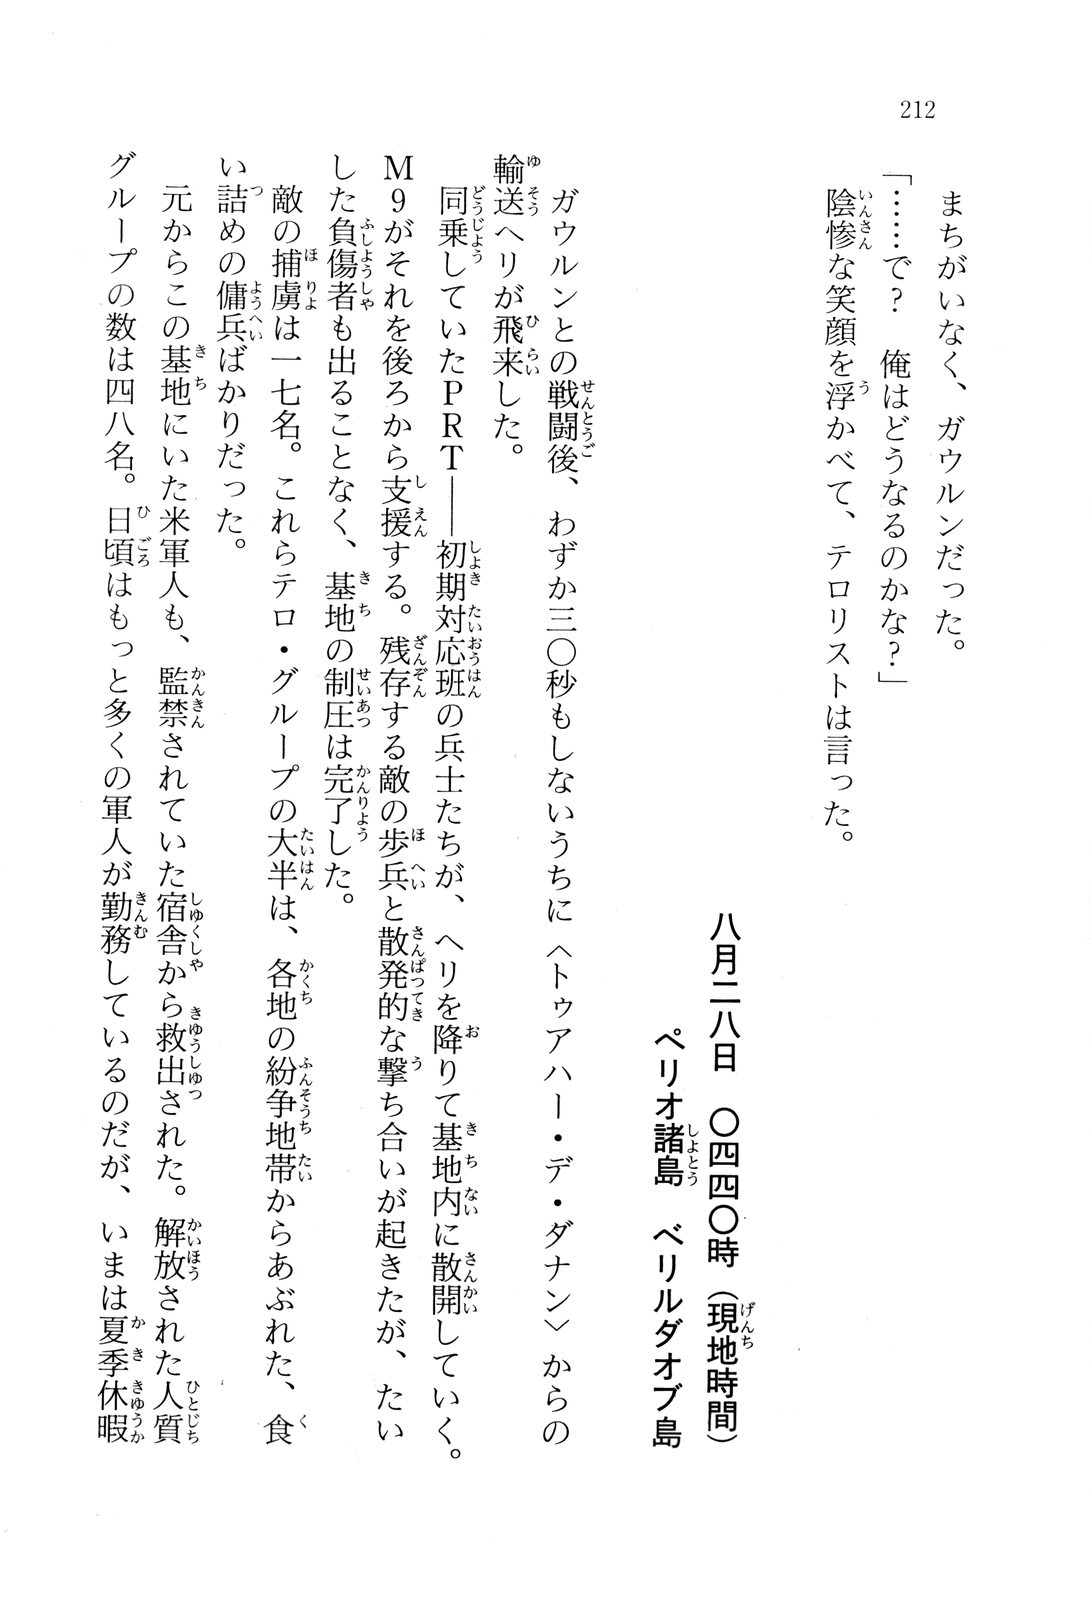 212
まちがいなく、ガウルンだった。
「……で？　俺はどうなるのかな？」
陰惨な笑顔を浮かべて、テロリストは言った。
八月二八日　〇四四〇時（現地時間）
ペリオ諸島　ベリルダオブ島
ガウルンとの戦闘後、わずか三〇秒もしないうちに〈トゥアハー・デ・ダナン〉からの
輸送ヘリが飛来した。
同乗していたＰＲＴ――初期対応班の兵士たちが、ヘリを降りて基地内に散開していく。
Ｍ９がそれを後ろから支援する。残存する敵の歩兵と散発的な撃ち合いが起きたが、たい
した負傷者も出ることなく、基地の制圧は完了した。
敵の捕虜は一七名。これらテロ・グループの大半は、各地の紛争地帯からあぶれた、食
い詰めの傭兵ばかりだった。
元からこの基地にいた米軍人も、監禁されていた宿舎から救出された。解放された人質
グループの数は四八名。日頃はもっと多くの軍人が勤務しているのだが、いまは夏季休暇